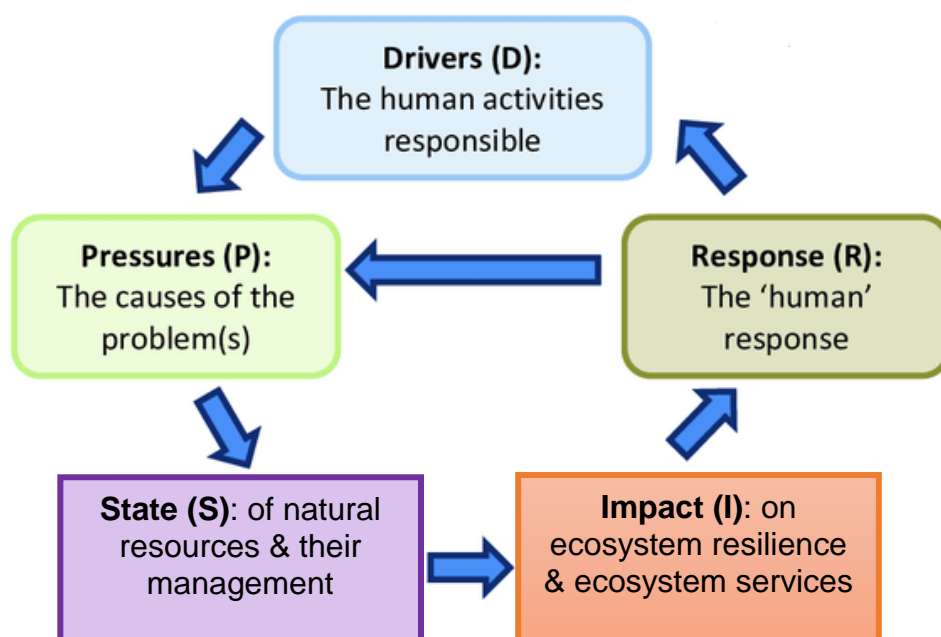 Drivers (D):
The human activities
responsible
Pressures (P):
The causes of the
problem(s)
Response (R):
The ‘human’
response
State (S): of natural
resources & their
management
Impact (I): on
ecosystem resilience
& ecosystem services